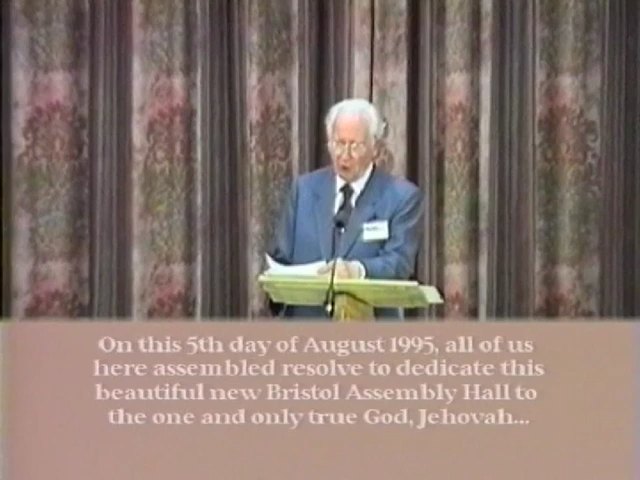 On this 5th day of August 1995, all of us
here assembled resolve to dedicate this
beautiful new Bristol Assembly Hall to
the one and only true God, Jehovah...